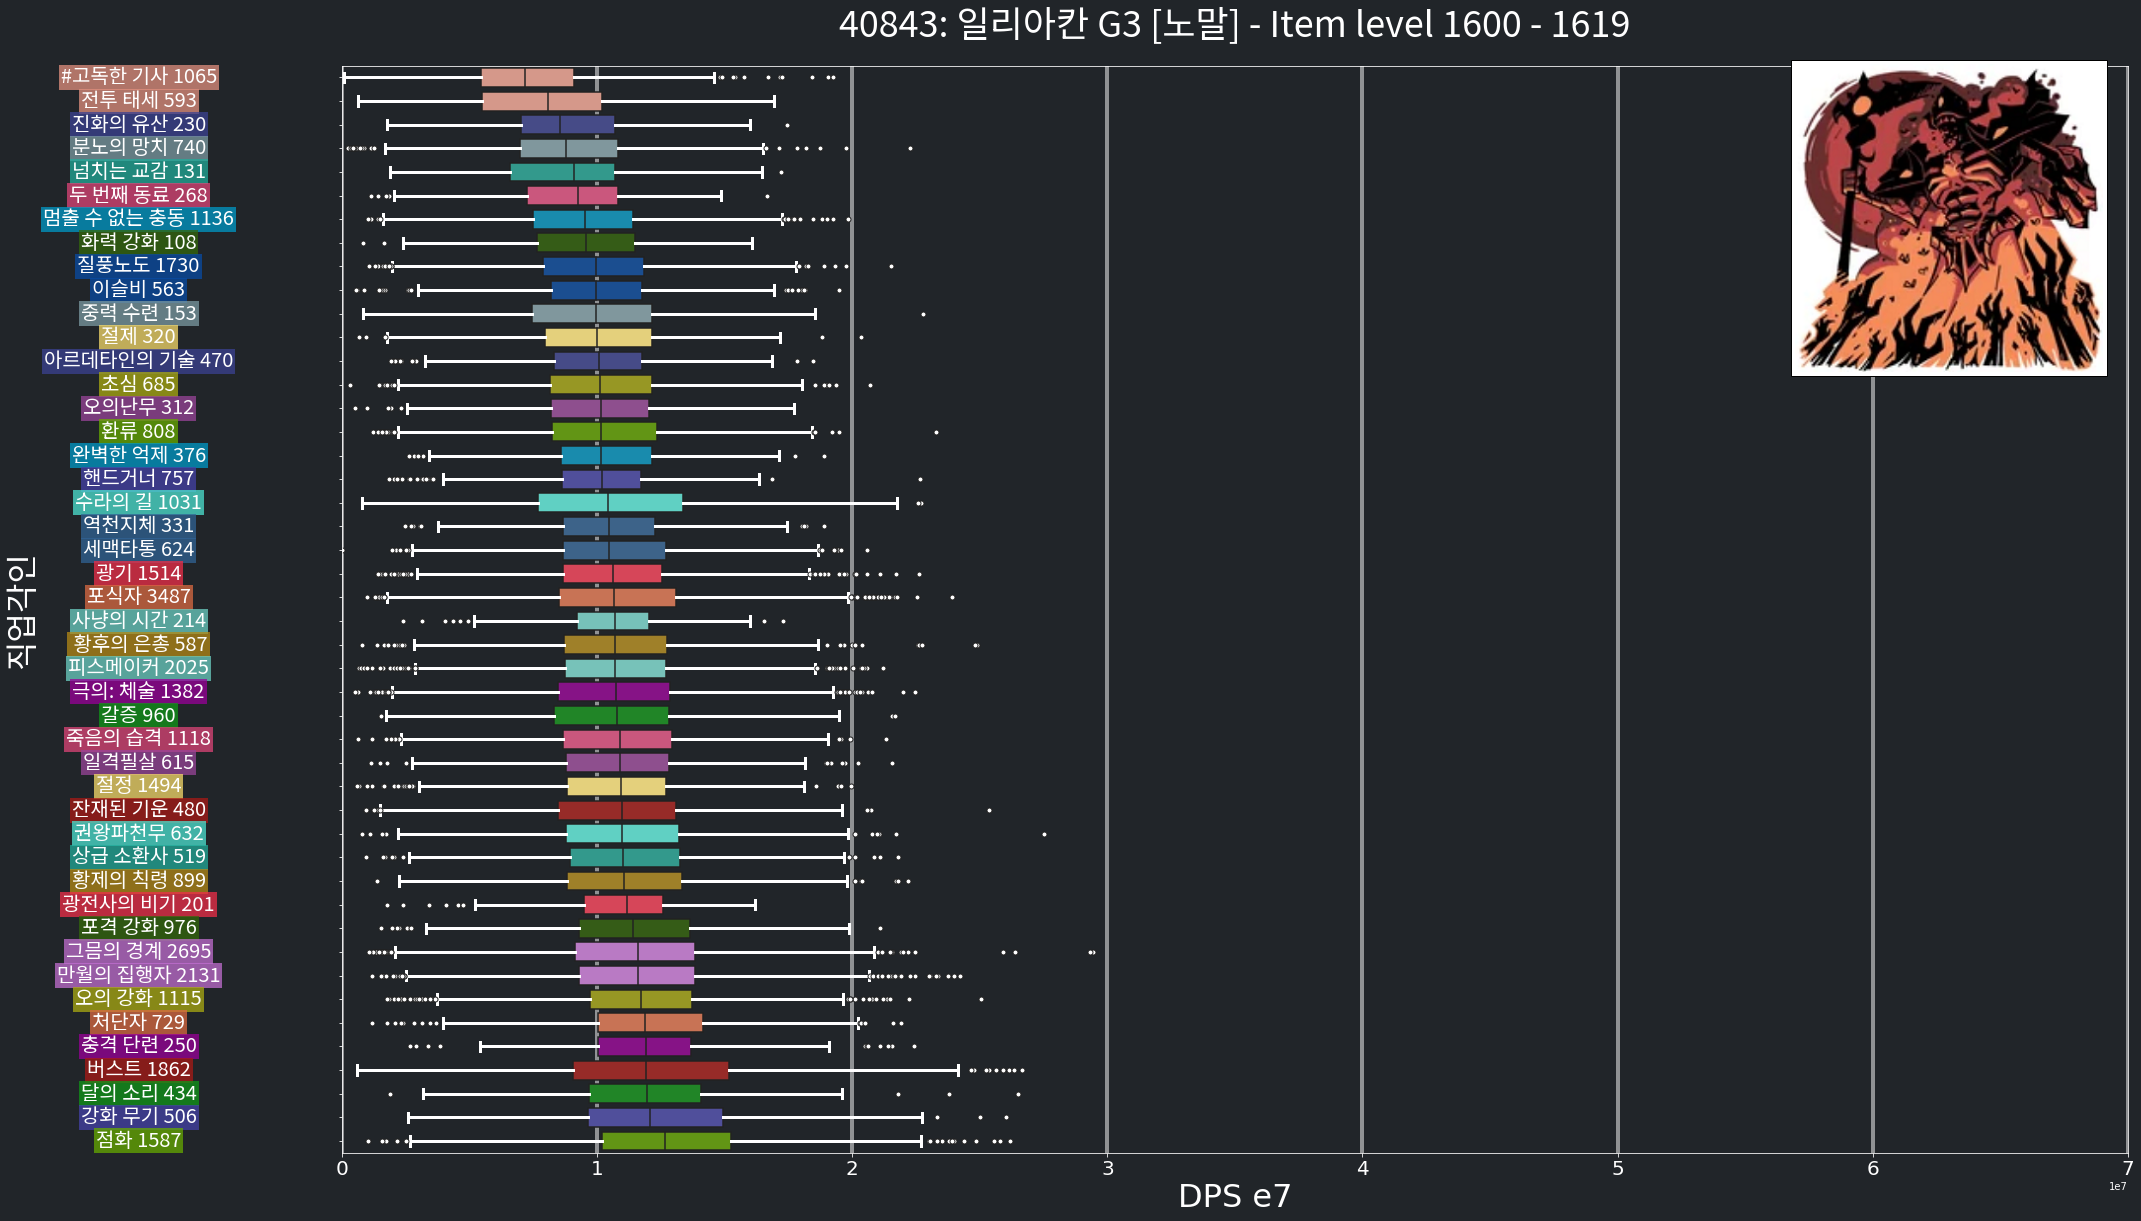 40843: 일리아칸 G3 [노말] - Item level 1600 - 1619
#고독한 기사 1065
전투 태세 593
진화의 유산 230
분노의 망치 740
넘치는 교감 131
두 번째 동료 268
멈출 수 없는 충동 1136
화력 강화 108
질풍노도 1730
이슬비 563
중력 수련 153
절제 320
아르데타인의 기술 470
초심 685
오의난무 312
환류 808
완벽한 억제 376
핸드거너 757
수라의 길 1031
역천지체 331
세맥타통 624
광기 1514
포식자 3487
사냥의 시간 214
황후의 은총 587
피스메이커 2025
극의: 체술 1382
갈증 960
죽음의 습격 1118
일격필살 615
절정 1494
잔재된 기운 480
권왕파천무 632
상급 소환사 519
황제의 칙령 899
광전사의 비기 201
포격 강화 976
그믐의 경계 2695
만월의 집행자 2131
오의 강화 1115
처단자 729
충격 단련 250
버스트 1862
달의 소리 434
강화 무기 506
점화 1587
직업각인
0 1 2 3 4 5 6 7
1e7
DPS e7